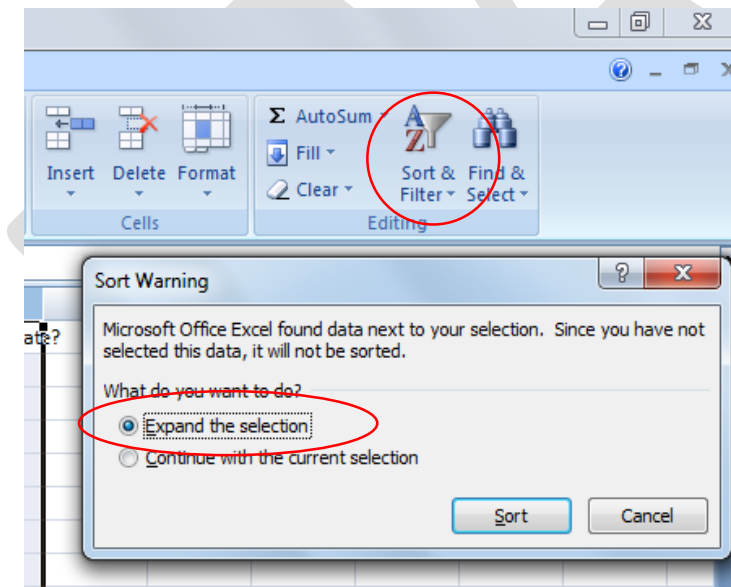 Σ AutoSum
Fill
Clear
Insert Delete Format
Sort & Filter
Find & Select
Cells
Editing
Sort Warning
ate?
Microsoft Office Excel found data next to your selection. Since you have not
selected this data, it will not be sorted.
What do you want to do?
Expand the selection
Continue with the current selection
Sort
Cancel